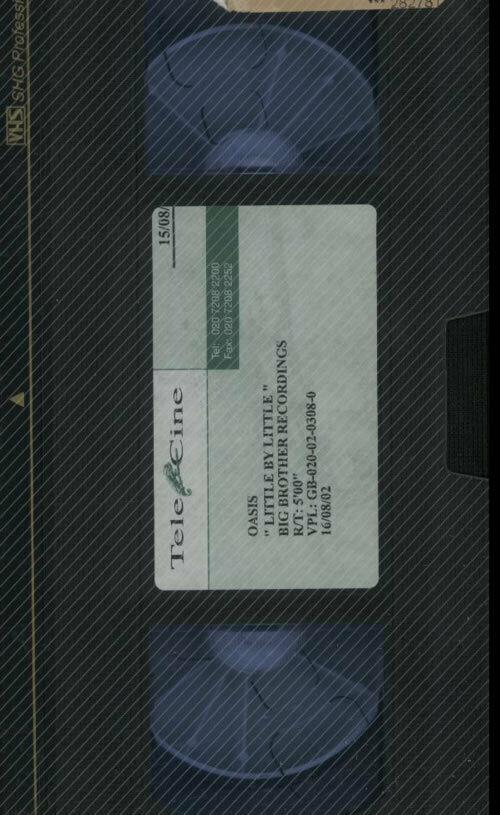 VHS SHG Profession
28278
15/08/
Tele Cine
Tel: 020 7208 2200
Fax: 020 7208 2252
OASIS
" LITTLE BY LITTLE "
BIG BROTHER RECORDINGS
R/T: 5'00"
VPL: GB-020-02-0308-0
16/08/02